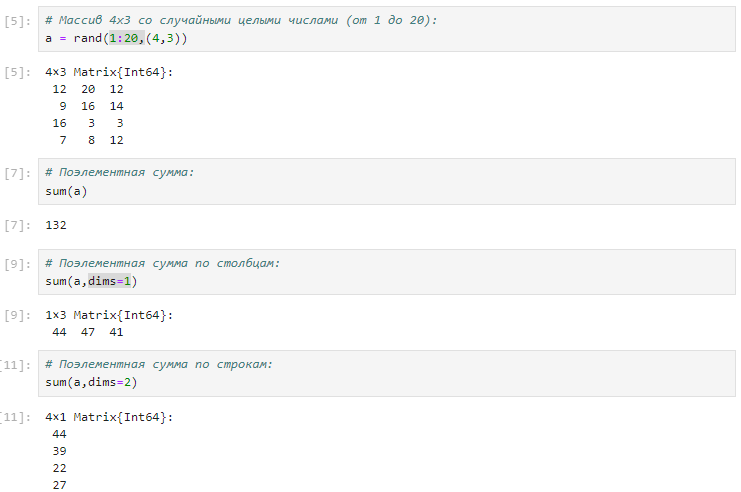 [5]: # Массив 4x3 со случайными целыми числами (от 1 до 20):
a = rand(1:20,(4,3))
[5]: 4×3 Matrix{Int64}:
12 20 12
9 16 14
16 3 3
7 8 12
[7]: # Поэлементная сумма:
sum(a)
[7]: 132
[9]: # Поэлементная сумма по столбцам:
sum(a,dims=1)
[9]: 1×3 Matrix{Int64}:
44 47 41
[11]: # Поэлементная сумма по строкам:
sum(a,dims=2)
[11]: 4×1 Matrix{Int64}:
44
39
22
27